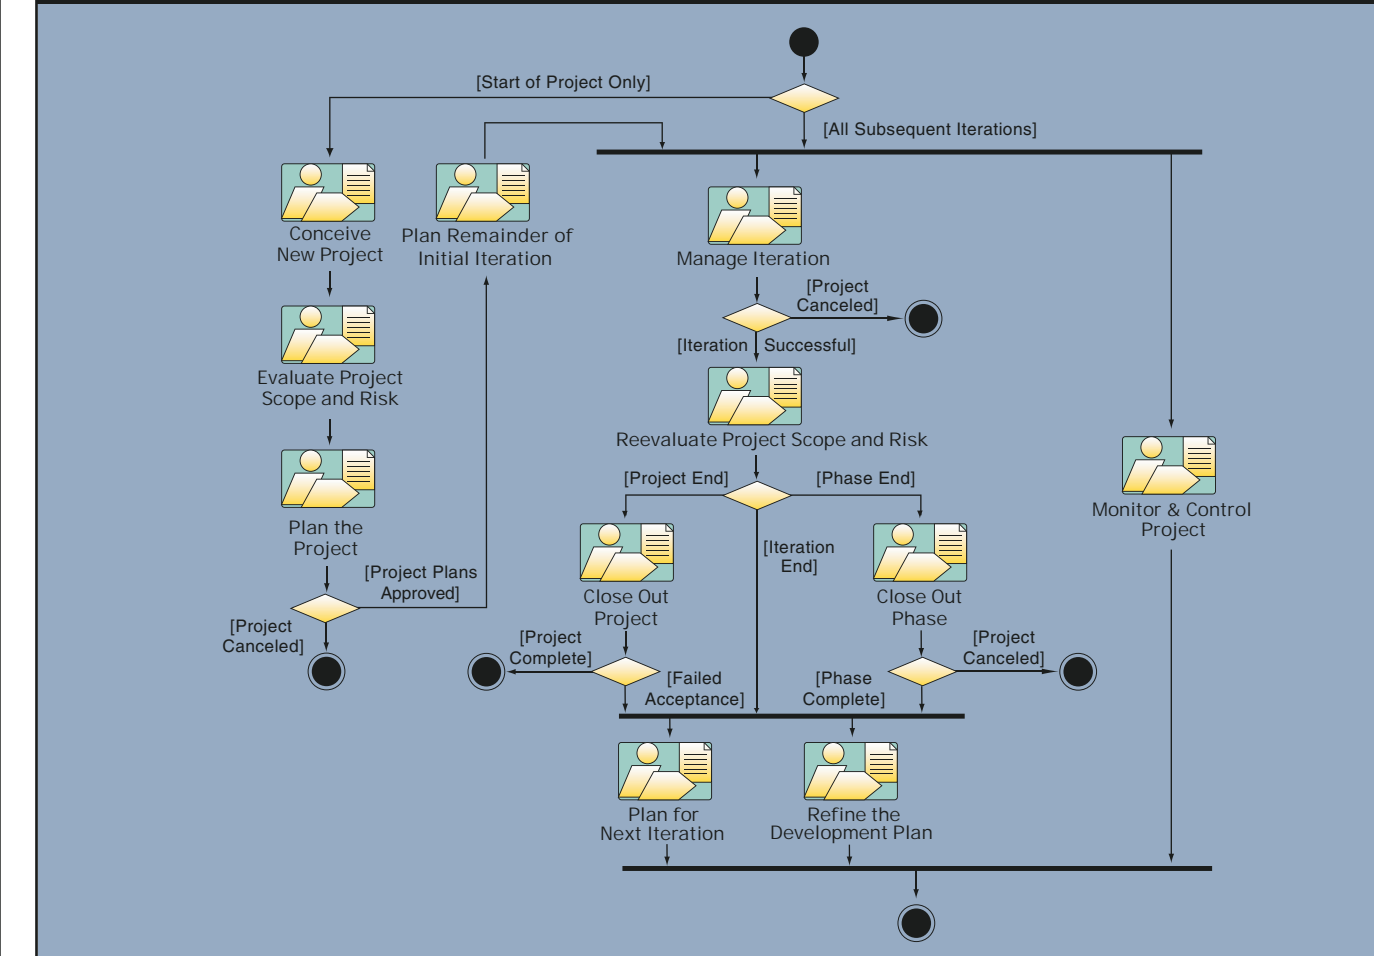 [Start of Project Only]
[All Subsequent Iterations]
Conceive
New Project
Plan Remainder of
Initial Iteration
Manage Iteration
[Project
Canceled]
[Iteration Successful]
Evaluate Project
Scope and Risk
Reevaluate Project Scope and Risk
[Project End]
[Phase End]
Monitor & Control
Project
Plan the
Project
[Iteration
End]
[Project Plans
Approved]
Close Out
Project
Close Out
Phase
[Project
Canceled]
[Project
Complete]
[Failed
Acceptance]
[Phase
Complete]
[Project
Canceled]
Plan for
Next Iteration
Refine the
Development Plan